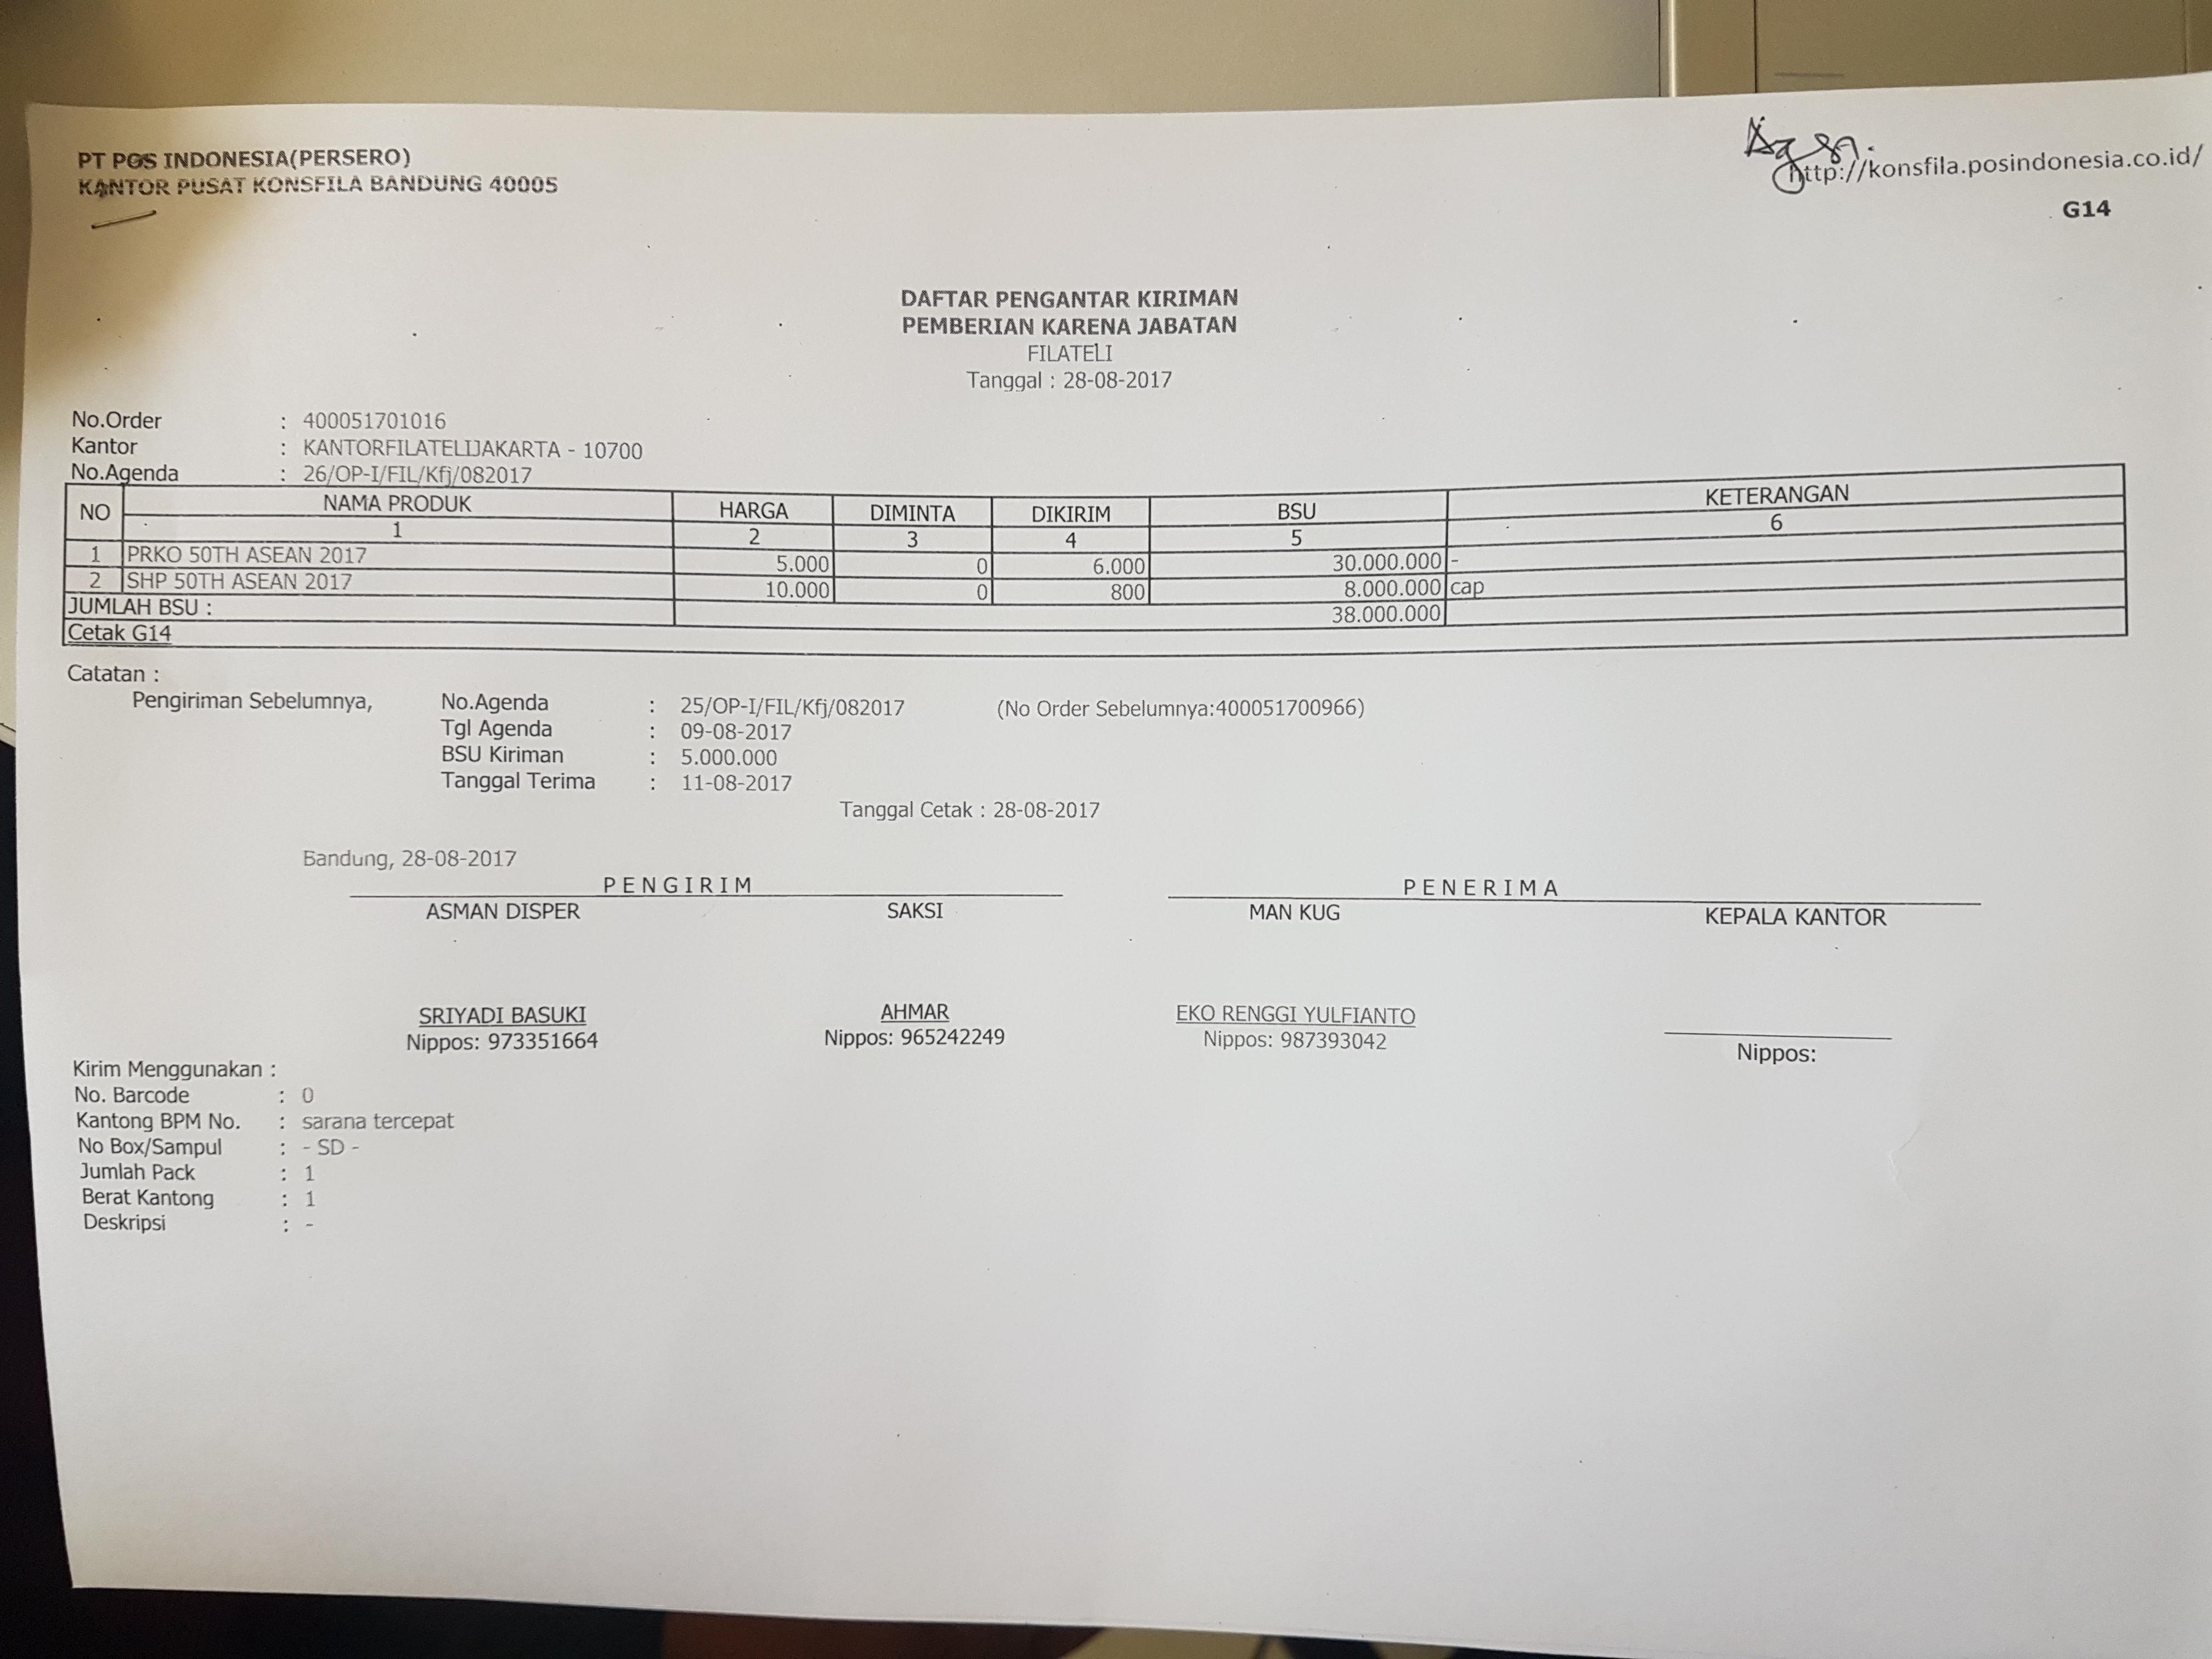 PT POS INDONESIA(PERSERO)
KANTOR PUSAT KONSFILA BANDUNG 40005
http://konsfila.posindonesia.co.id/
G14
DAFTAR PENGANTAR KIRIMAN
PEMBERIAN KARENA JABATAN
FILATELI
Tanggal : 28-08-2017
No.Order : 400051701016
Kantor : KANTORFILATELIJAKARTA - 10700
No.Agenda : 26/OP-I/FIL/Kfj/082017
NO NAMA PRODUK HARGA DIMINTA DIKIRIM BSU KETERANGAN
1 2 3 4 5 6
1 PRKO 50TH ASEAN 2017 5.000 0 6.000 30.000.000 -
2 SHP 50TH ASEAN 2017 10.000 0 800 8.000.000 cap
JUMLAH BSU : 38.000.000
Cetak G14
Catatan :
Pengiriman Sebelumnya, No.Agenda : 25/OP-I/FIL/Kfj/082017 (No Order Sebelumnya:400051700966)
Tgl Agenda : 09-08-2017
BSU Kiriman : 5.000.000
Tanggal Terima : 11-08-2017
Tanggal Cetak : 28-08-2017
Bandung, 28-08-2017
P E N G I R I M P E N E R I M A
ASMAN DISPER SAKSI MAN KUG KEPALA KANTOR
SRIYADI BASUKI AHMAR EKO RENGGI YULFIANTO
Nippos: 973351664 Nippos: 965242249 Nippos: 987393042 Nippos:
Kirim Menggunakan :
No. Barcode : 0
Kantong BPM No. : sarana tercepat
No Box/Sampul : - SD -
Jumlah Pack : 1
Berat Kantong : 1
Deskripsi : -